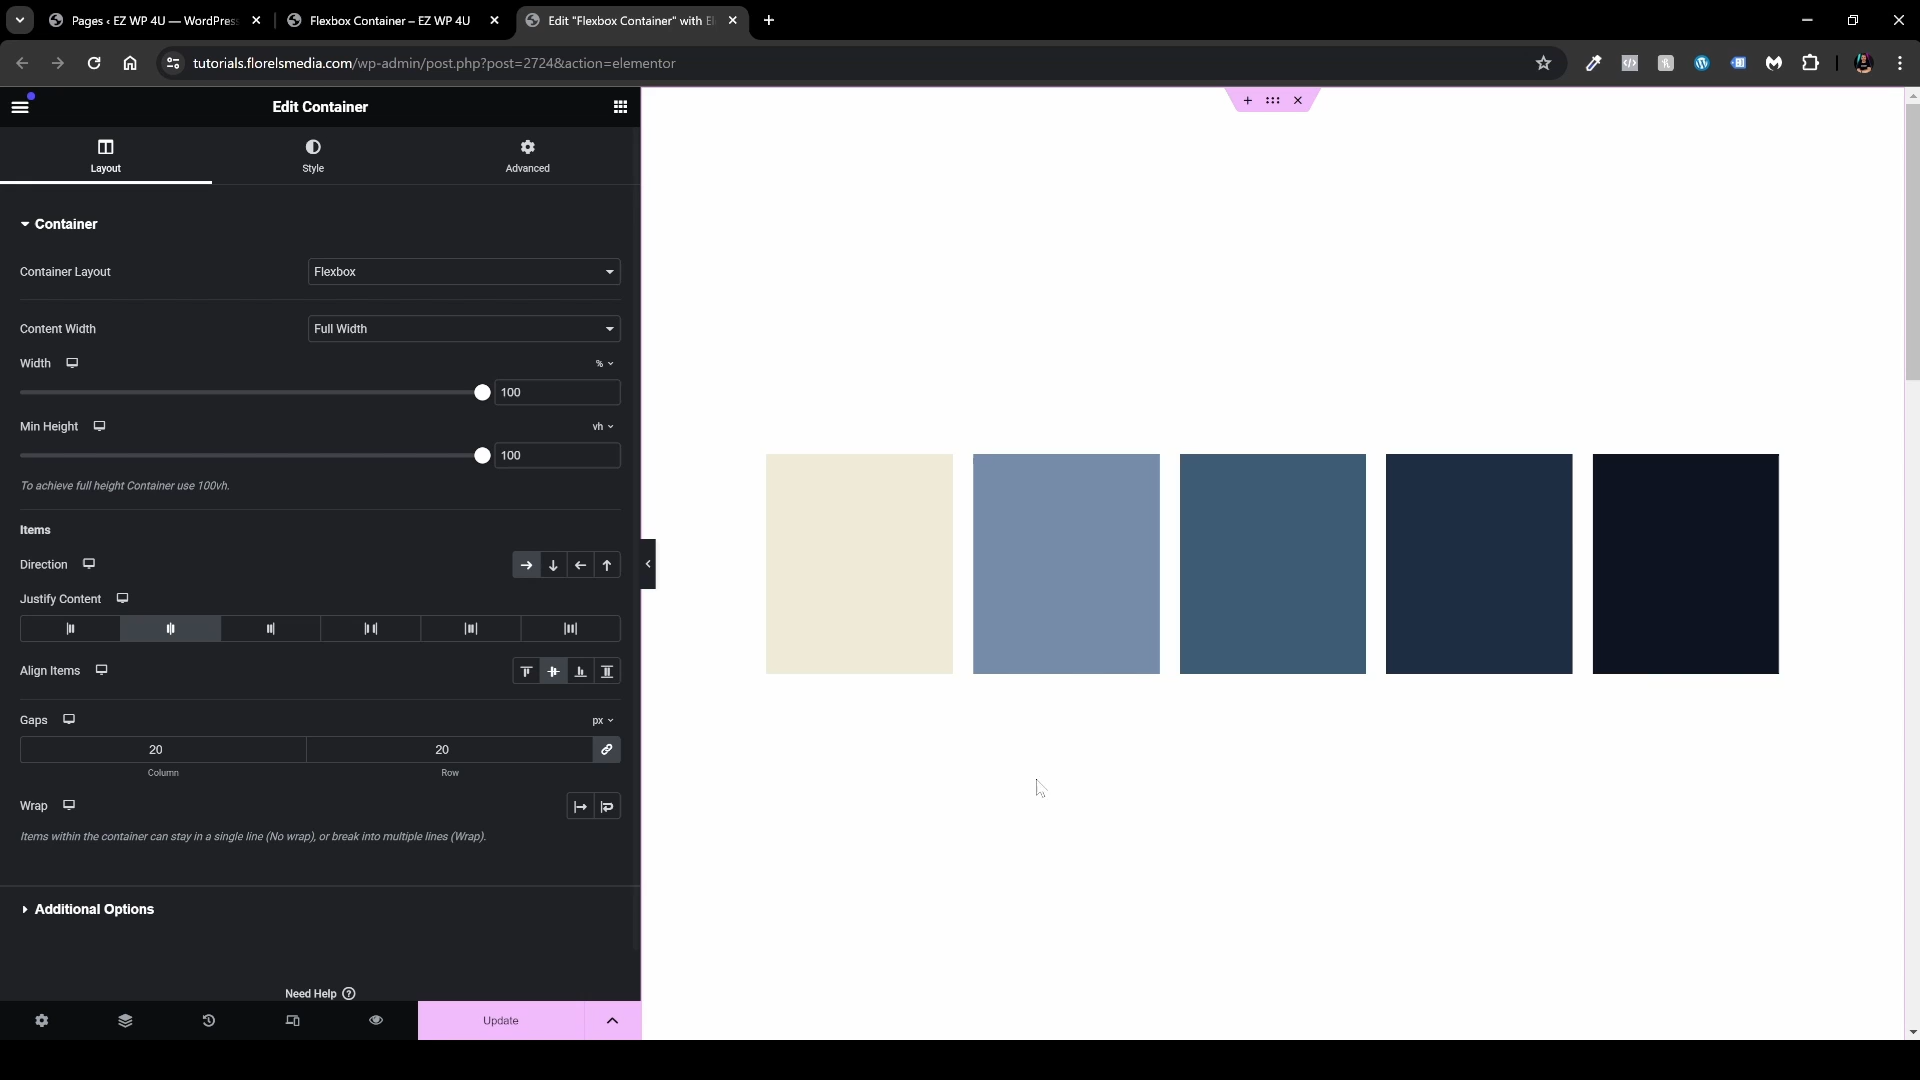 Pages ‹ EZ WP 4U — WordPress
Flexbox Container – EZ WP 4U
Edit "Flexbox Container" with El
tutorials.florelsmedia.com/wp-admin/post.php?post=2724&action=elementor
Edit Container
Layout
Style
Advanced
Container
Container Layout
Flexbox
Content Width
Full Width
Width
%
100
Min Height
vh
100
To achieve full height Container use 100vh.
Items
Direction
Justify Content
Align Items
Gaps
px
20
20
Column
Row
Wrap
Items within the container can stay in a single line (No wrap), or break into multiple lines (Wrap).
Additional Options
Need Help
Update